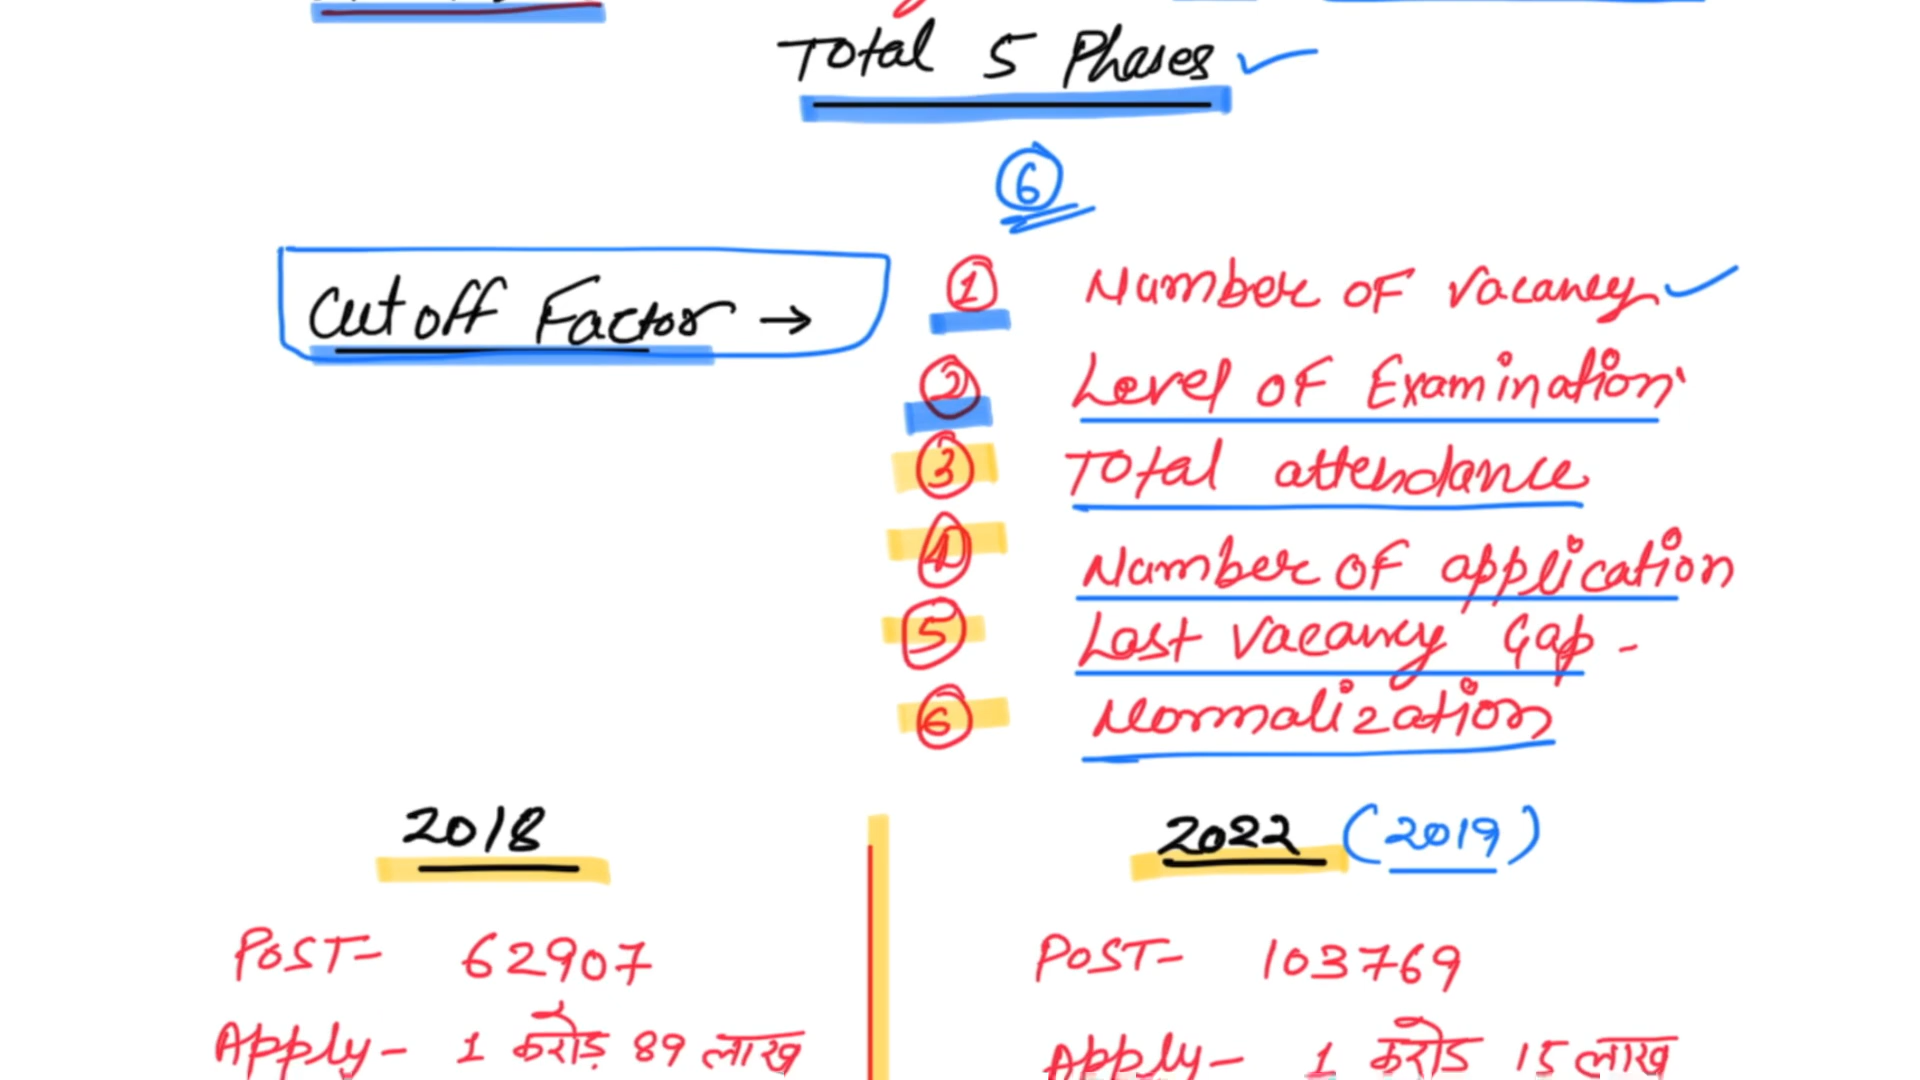 Total 5 Phases
6
Cutoff Factor →
1 Number of vacancy
2 Level of Examination
3 Total attendance
4 Number of application
5 Last vacancy Gap -
6 Normalization
2018
2022 (2019)
POST- 62907
POST- 103769
Apply- 1 करोड़ 89 लाख
Apply- 1 करोड 15 लाख